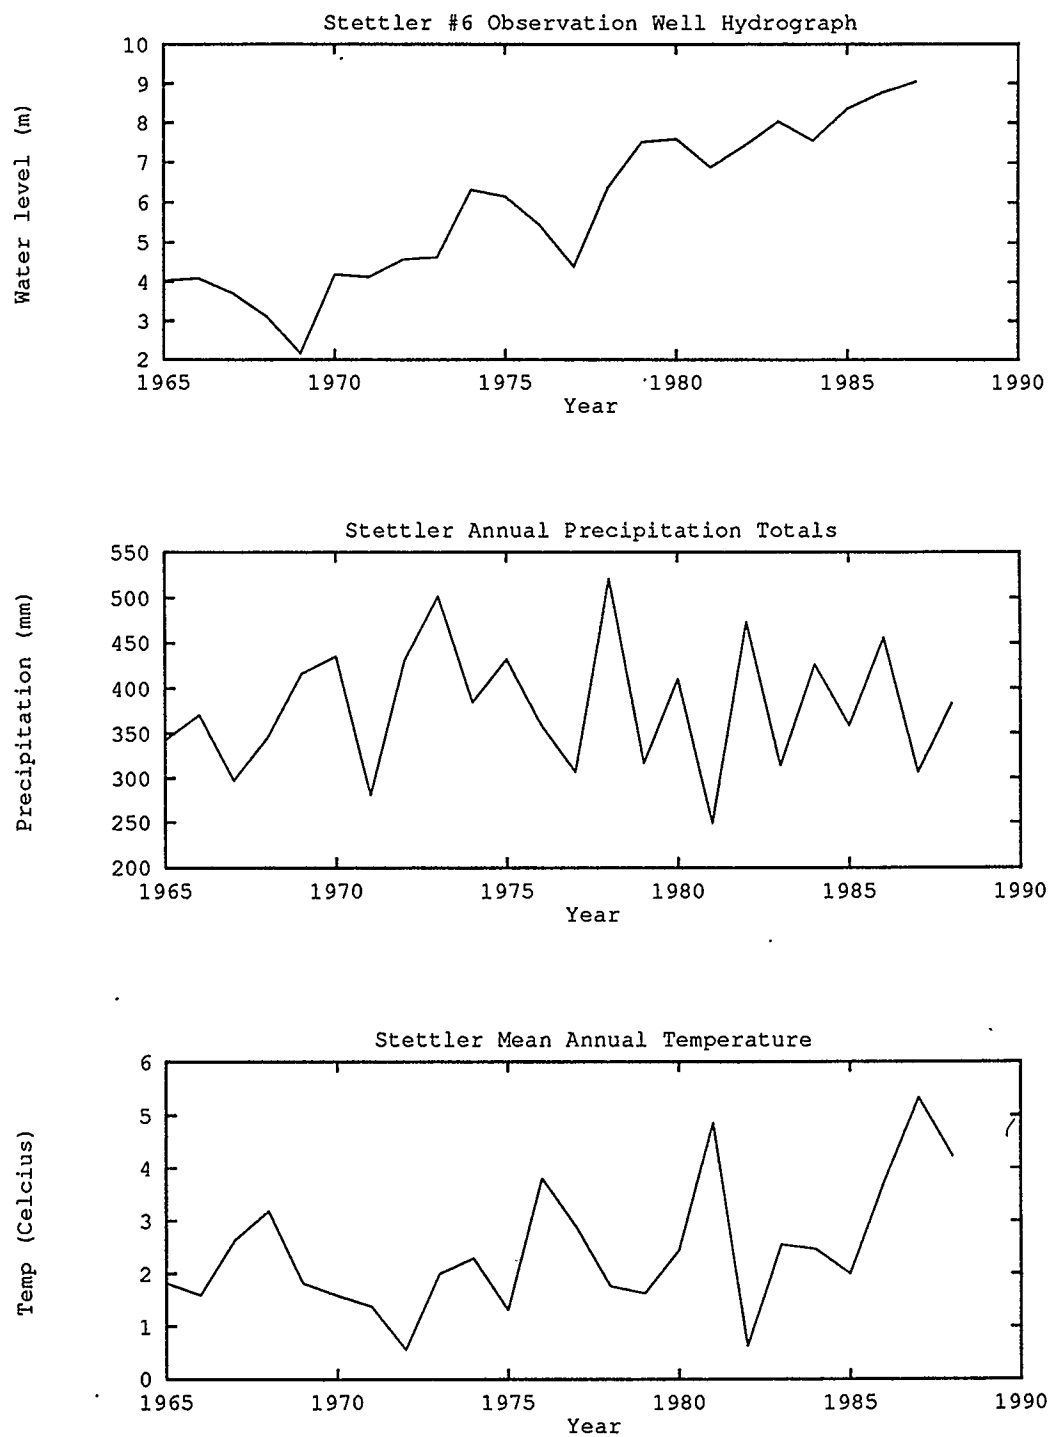 Stettler #6 Observation Well Hydrograph
10
9
8
7
6
5
4
3
2
Water level (m)
1965 1970 1975 1980 1985 1990
Year
Stettler Annual Precipitation Totals
550
500
450
400
350
300
250
200
Precipitation (mm)
1965 1970 1975 1980 1985 1990
Year
Stettler Mean Annual Temperature
6
5
4
3
2
1
0
Temp (Celcius)
1965 1970 1975 1980 1985 1990
Year